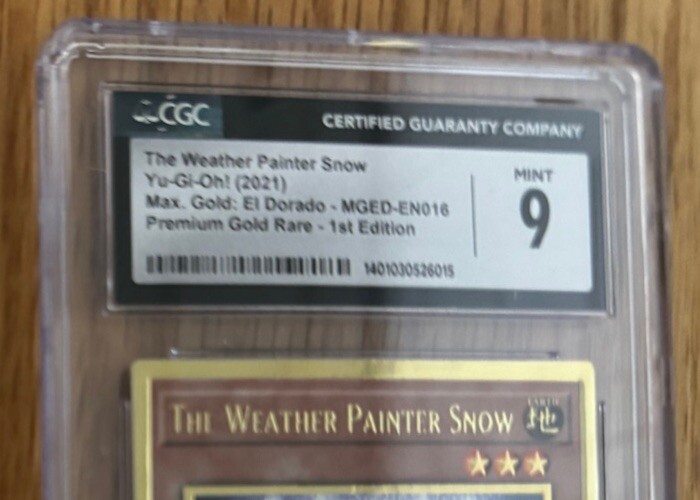 CGC CERTIFIED GUARANTY COMPANY
The Weather Painter Snow
Yu-Gi-Oh! (2021)
Max. Gold: El Dorado - MGED-EN016
Premium Gold Rare - 1st Edition
MINT
9
1401030526015
THE WEATHER PAINTER SNOW
EARTH
地